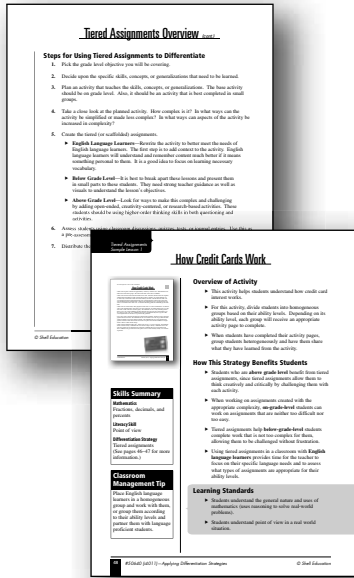 Tiered Assignments Overview (cont.)
Steps for Using Tiered Assignments to Differentiate
1. Pick the grade level objective you will be covering.
2. Decide upon the specific skills, concepts, or generalizations that need to be learned.
3. Plan an activity that teaches the skills, concepts, or generalizations. The base activity
should be on grade level. Also, it should be an activity that is best completed in small
groups.
4. Take a close look at the planned activity. How complex is it? In what ways can the
activity be simplified or made less complex? In what ways can aspects of the activity be
increased in complexity?
5. Create the tiered (or scaffolded) assignments.
► English Language Learners—Rewrite the activity to better meet the needs of
English language learners. The first step is to add context to the activity. English
language learners will understand and remember content much better if it means
something personal to them. It is a good idea to focus on learning necessary
vocabulary.
► Below Grade Level—It is best to break apart these lessons and present them
in small parts to these students. They need strong teacher guidance as well as
visuals to understand the lesson's objectives.
► Above Grade Level—Look for ways to make this complex and challenging
by adding open-ended, creativity-centered, or research-based activities. These
students should be using higher-order thinking skills in both questioning and
activities.
6. Assess students using classroom discussions, quizzes, tests, or journal entries. Use this as
a pre-assessm
7. Distribute the
© Shell Education
Tiered Assignments
Sample Lesson 1
How Credit Cards Work
Overview of Activity
► This activity helps students understand how credit card
interest works.
► For this activity, divide students into homogeneous
groups based on their ability levels. Depending on its
ability level, each group will receive an appropriate
activity page to complete.
► When students have completed their activity pages,
group students heterogeneously and have them share
what they have learned from the activity.
How This Strategy Benefits Students
► Students who are above grade level benefit from tiered
assignments, since tiered assignments allow them to
think creatively and critically by challenging them with
each activity.
► When working on assignments created with the
appropriate complexity, on-grade-level students can
work on assignments that are neither too difficult nor
too easy.
► Tiered assignments help below-grade-level students
complete work that is not too complex for them,
allowing them to be challenged without frustration.
► Using tiered assignments in a classroom with English
language learners provides time for the teacher to
focus on their specific language needs and to assess
what types of assignments are appropriate for their
ability levels.
Skills Summary
Mathematics
Fractions, decimals, and
percents
Literacy Skill
Point of view
Differentiation Strategy
Tiered assignments
(See pages 46–47 for more
information.)
Classroom
Management Tip
Place English language
learners in a homogeneous
group and work with them,
or group them according
to their ability levels and
partner them with language
proficient students.
Learning Standards
► Students understand the general nature and uses of
mathematics (uses reasoning to solve real-world
problems).
► Students understand point of view in a real world
situation.
#50640 (i6011)—Applying Differentiation Strategies
© Shell Education